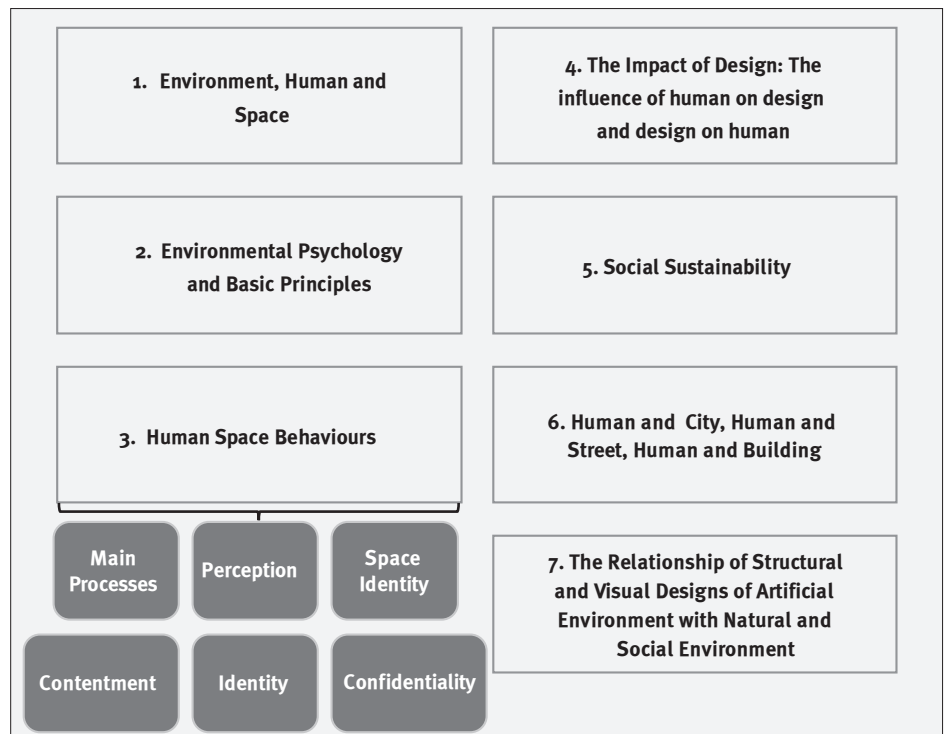 1. Environment, Human and
Space
2. Environmental Psychology
and Basic Principles
3. Human Space Behaviours
Main
Processes
Perception
Space
Identity
Contentment
Identity
Confidentiality
4. The Impact of Design: The
influence of human on design
and design on human
5. Social Sustainability
6. Human and City, Human and
Street, Human and Building
7. The Relationship of Structural
and Visual Designs of Artificial
Environment with Natural and
Social Environment